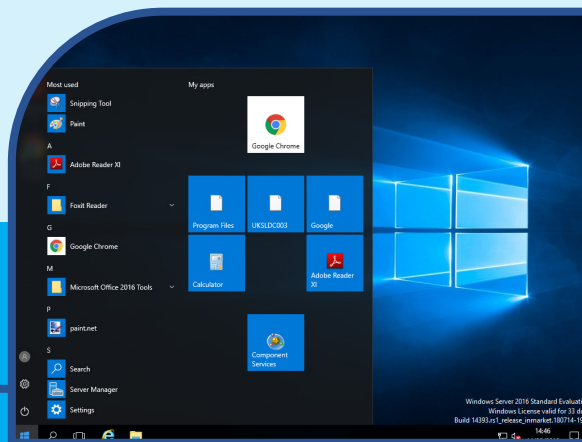 Most used
My apps
Snipping Tool
Paint
Google Chrome
A
Adobe Reader XI
F
Foxit Reader
Program Files
UKSLDC003
Google
G
Google Chrome
M
Microsoft Office 2016 Tools
Calculator
Adobe Reader
XI
P
paint.net
S
Search
Component
Services
Server Manager
Settings
Windows Server 2016 Standard Evaluati
Windows License valid for 33 da
Build 14393.rs1_release_inmarket.180714-19
14:46